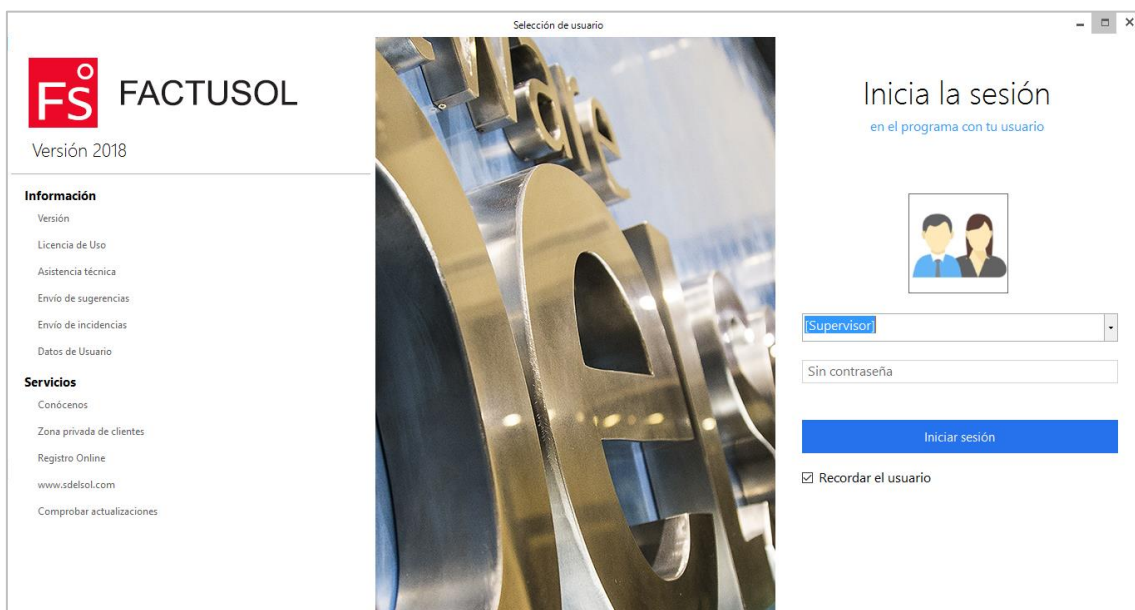 Selección de usuario
FS
FACTUSOL
Versión 2018
Información
Versión
Licencia de Uso
Asistencia técnica
Envío de sugerencias
Envío de incidencias
Datos de Usuario
Servicios
Conócenos
Zona privada de clientes
Registro Online
www.sdelsol.com
Comprobar actualizaciones
Inicia la sesión
en el programa con tu usuario
[Supervisor]
Sin contraseña
Iniciar sesión
Recordar el usuario